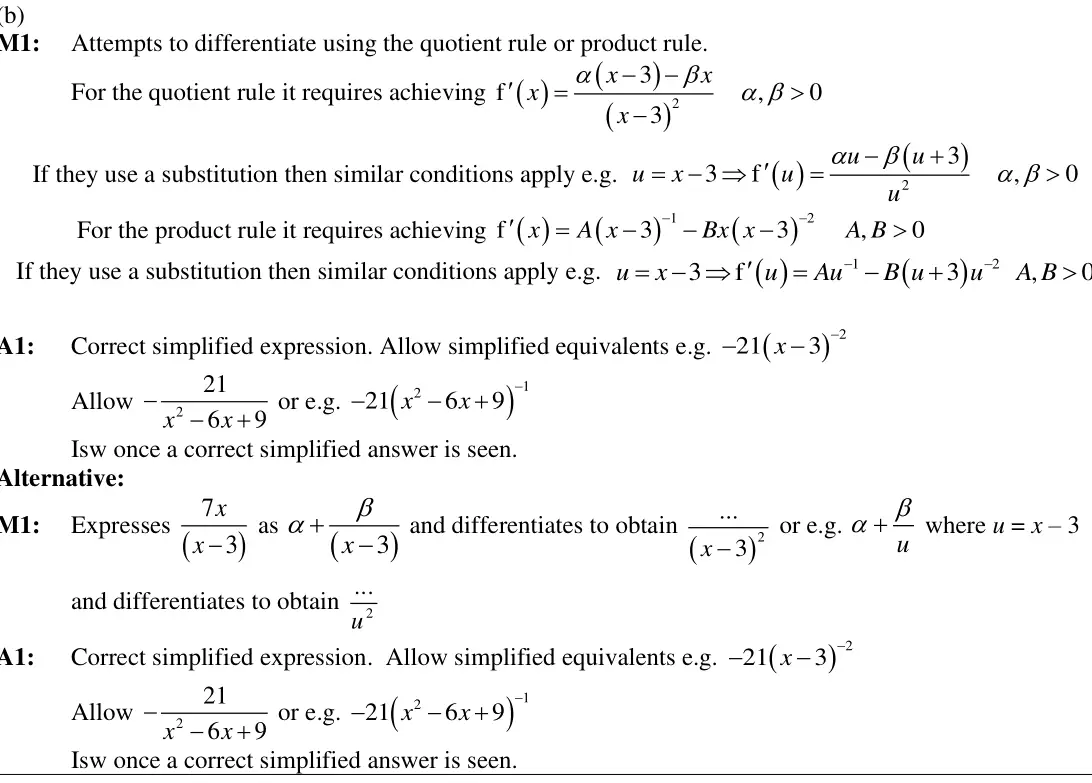 (b)
M1: Attempts to differentiate using the quotient rule or product rule.
For the quotient rule it requires achieving f′(x) = (α(x−3)−βx)/(x−3)² α, β > 0
If they use a substitution then similar conditions apply e.g. u = x−3 ⇒ f′(u) = (αu−β(u+3))/u² α, β > 0
For the product rule it requires achieving f′(x) = A(x−3)⁻¹ − Bx(x−3)⁻² A, B > 0
If they use a substitution then similar conditions apply e.g. u = x−3 ⇒ f′(u) = Au⁻¹ − B(u+3)u⁻² A, B > 0
A1: Correct simplified expression. Allow simplified equivalents e.g. −21(x−3)⁻²
Allow −21/(x²−6x+9) or e.g. −21(x²−6x+9)⁻¹
Isw once a correct simplified answer is seen.
Alternative:
M1: Expresses 7x/(x−3) as α + β/(x−3) and differentiates to obtain .../(x−3)² or e.g. α + β/u where u = x – 3
and differentiates to obtain .../u²
A1: Correct simplified expression. Allow simplified equivalents e.g. −21(x−3)⁻²
Allow −21/(x²−6x+9) or e.g. −21(x²−6x+9)⁻¹
Isw once a correct simplified answer is seen.